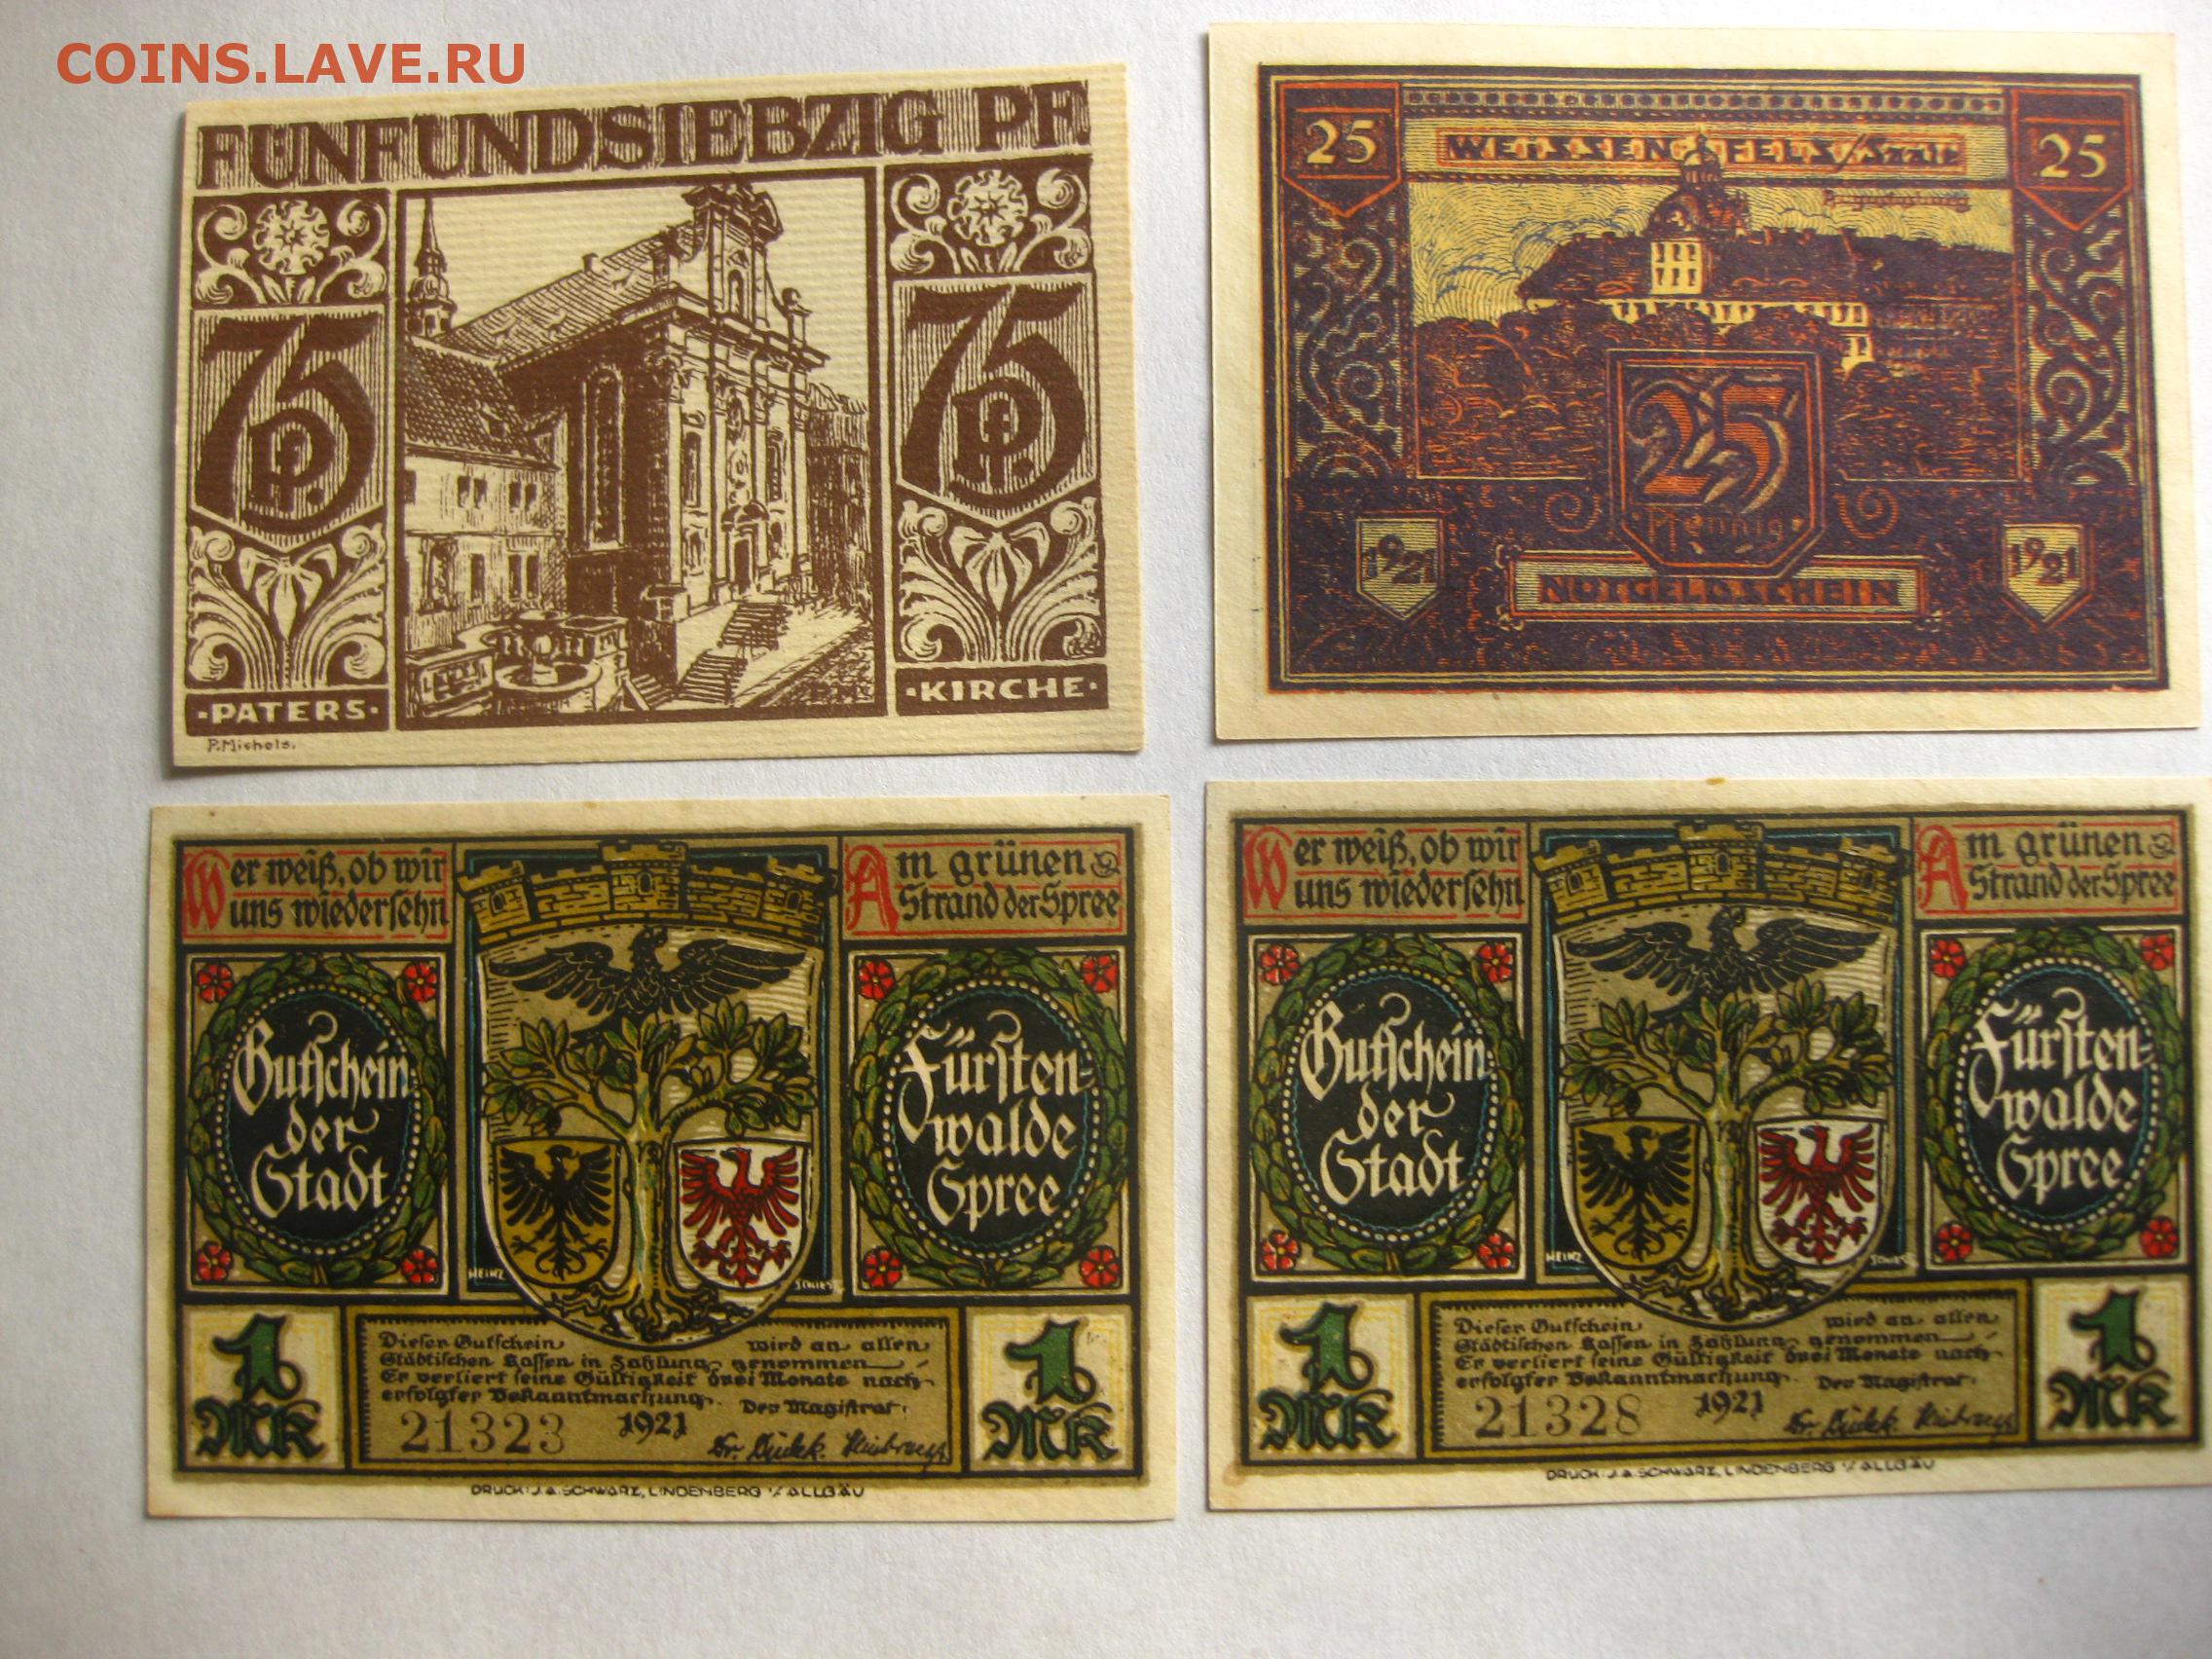 COINS.LAVE.RU
FÜNFUNDSIEBZIG PF.
75 Pf.
75 Pf.
·PATERS·
·KIRCHE·
P. Michels.
25
WEISSENFELS/Saale
25
25
Pfennig
1921
1921
NOTGELDSCHEIN
Wer weiß, ob wir
uns wiedersehn
Am grünen
Strand der Spree
Gutschein
der
Stadt
Fürsten-
walde
Spree
HEINZ
SCHIES
1
MK
Dieser Gutschein wird an allen
Städtischen Kassen in Zahlung genommen
Er verliert seine Gültigkeit drei Monate nach
erfolgter Bekanntmachung. Der Magistrat.
21323 1921
1
MK
DRUCK: J.A. SCHWARZ, LINDENBERG i/ALLGÄU
Wer weiß, ob wir
uns wiedersehn
Am grünen
Strand der Spree
Gutschein
der
Stadt
Fürsten-
walde
Spree
HEINZ
SCHIES
1
MK
Dieser Gutschein wird an allen
Städtischen Kassen in Zahlung genommen
Er verliert seine Gültigkeit drei Monate nach
erfolgter Bekanntmachung. Der Magistrat.
21328 1921
1
MK
DRUCK: J.A. SCHWARZ, LINDENBERG i/ALLGÄU